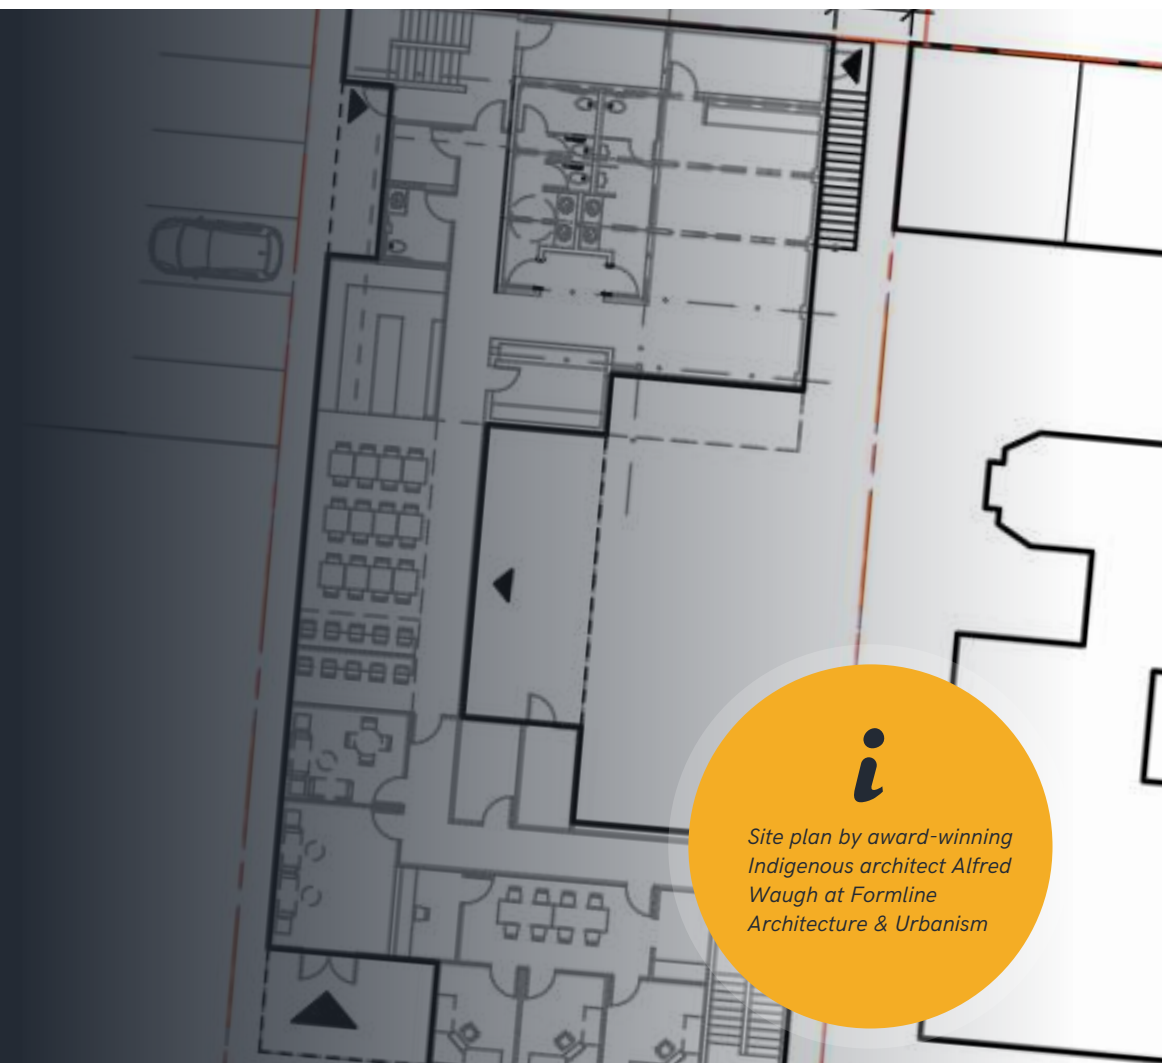 i
Site plan by award-winning
Indigenous architect Alfred
Waugh at Formline
Architecture & Urbanism